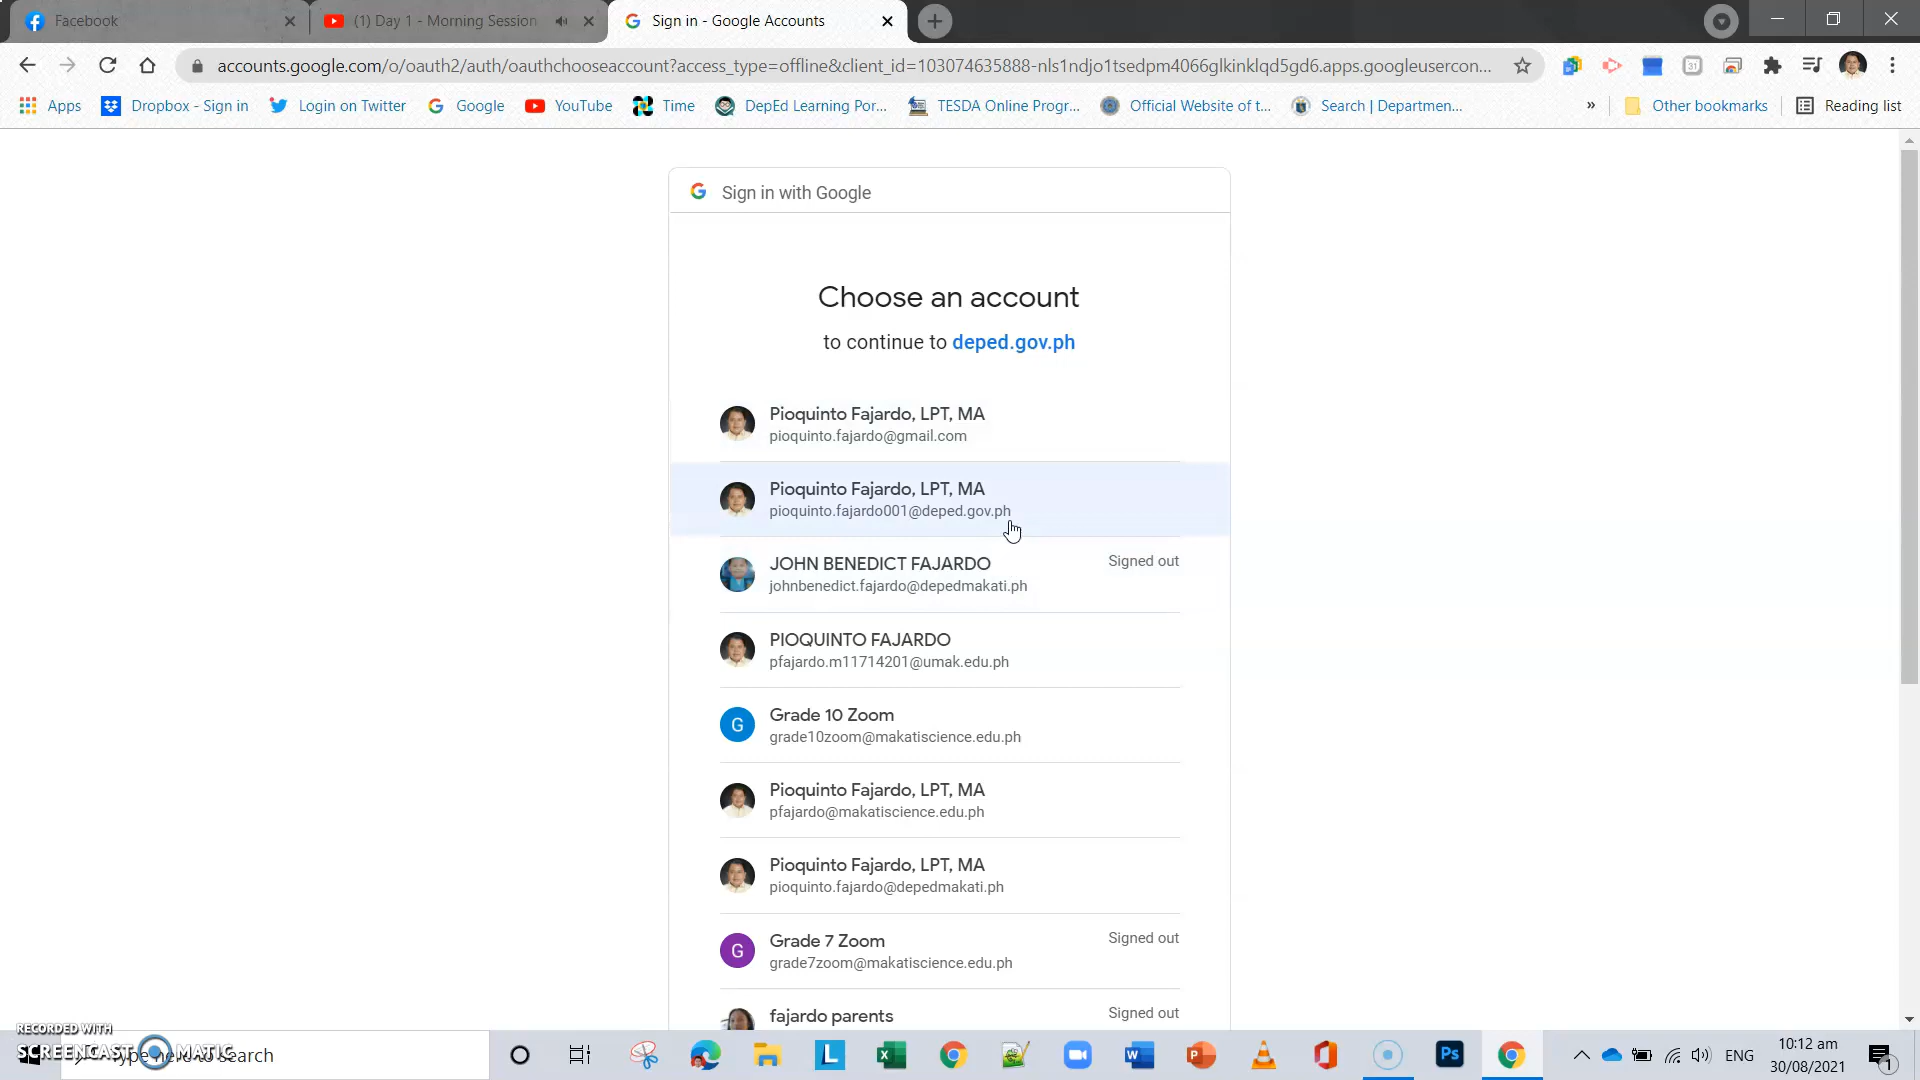 Facebook
(1) Day 1 - Morning Session
Sign in - Google Accounts
accounts.google.com/o/oauth2/auth/oauthchooseaccount?access_type=offline&client_id=103074635888-nls1ndjo1tsedpm4066glkinklqd5gd6.apps.googleusercon...
Apps
Dropbox - Sign in
Login on Twitter
Google
YouTube
Time
DepEd Learning Por...
TESDA Online Progr...
Official Website of t...
Search | Departmen...
»
Other bookmarks
Reading list
Sign in with Google
Choose an account
to continue to deped.gov.ph
Pioquinto Fajardo, LPT, MA
pioquinto.fajardo@gmail.com
Pioquinto Fajardo, LPT, MA
pioquinto.fajardo001@deped.gov.ph
JOHN BENEDICT FAJARDO
Signed out
johnbenedict.fajardo@depedmakati.ph
PIOQUINTO FAJARDO
pfajardo.m11714201@umak.edu.ph
G
Grade 10 Zoom
grade10zoom@makatiscience.edu.ph
Pioquinto Fajardo, LPT, MA
pfajardo@makatiscience.edu.ph
Pioquinto Fajardo, LPT, MA
pioquinto.fajardo@depedmakati.ph
G
Grade 7 Zoom
Signed out
grade7zoom@makatiscience.edu.ph
fajardo parents
Signed out
RECORDED WITH
SCREENCAST MATIC
Type here to search
ENG
10:12 am
30/08/2021
1